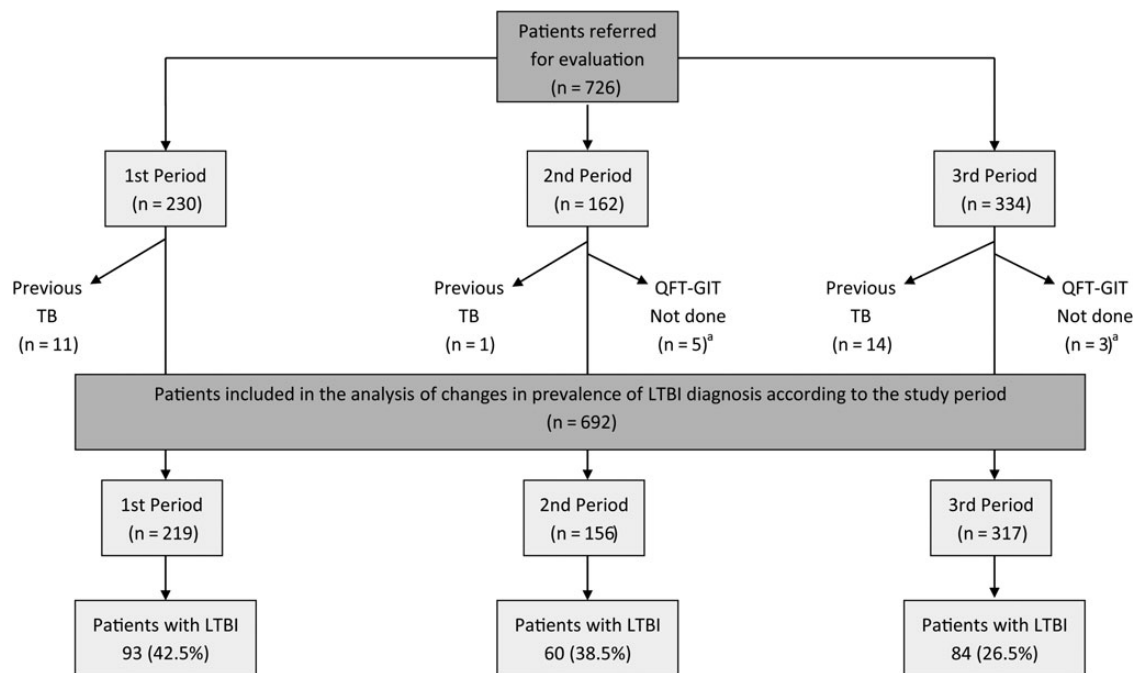 Patients referred
for evaluation
(n = 726)
1st Period
(n = 230)
2nd Period
(n = 162)
3rd Period
(n = 334)
Previous
TB
(n = 11)
Previous
TB
(n = 1)
QFT-GIT
Not done
(n = 5)a
Previous
TB
(n = 14)
QFT-GIT
Not done
(n = 3)a
Patients included in the analysis of changes in prevalence of LTBI diagnosis according to the study period
(n = 692)
1st Period
(n = 219)
2nd Period
(n = 156)
3rd Period
(n = 317)
Patients with LTBI
93 (42.5%)
Patients with LTBI
60 (38.5%)
Patients with LTBI
84 (26.5%)